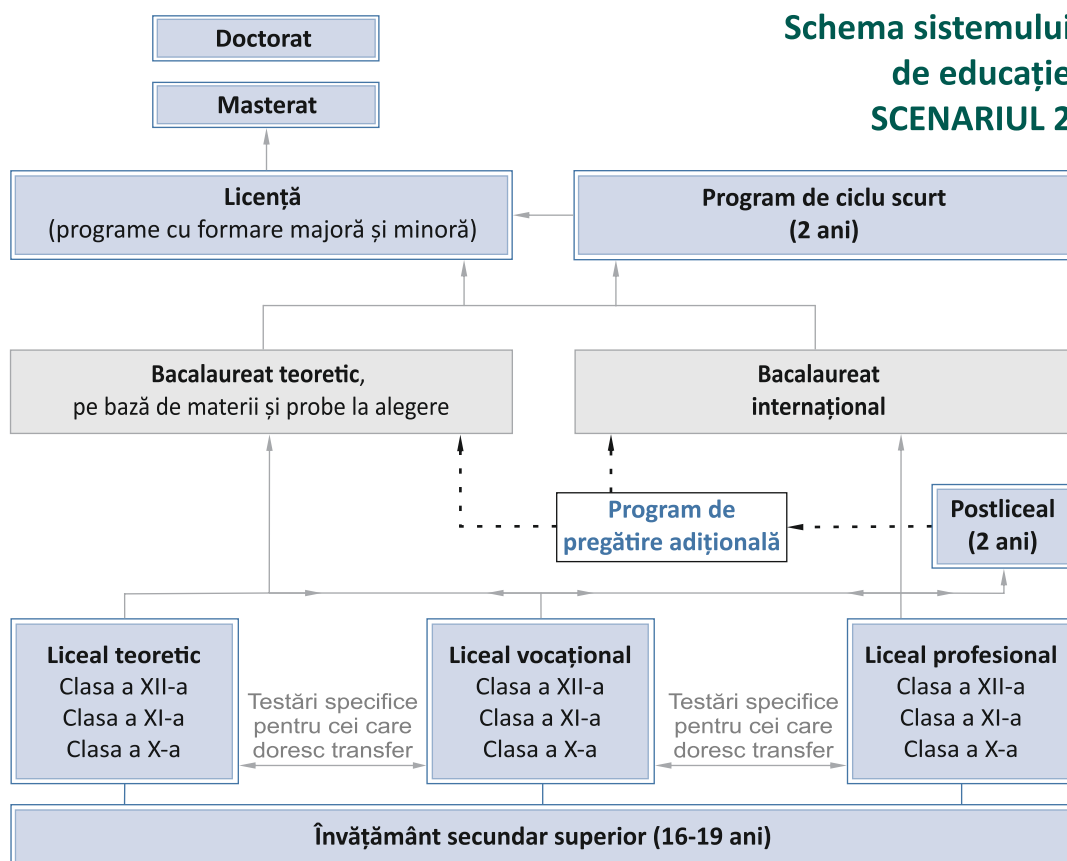 Schema sistemului
de educație
SCENARIUL 2
Doctorat
Masterat
Licență
(programe cu formare majoră și minoră)
Program de ciclu scurt
(2 ani)
Bacalaureat teoretic,
pe bază de materii și probe la alegere
Bacalaureat
internațional
Program de
pregătire adițională
Postliceal
(2 ani)
Liceal teoretic
Clasa a XII-a
Clasa a XI-a
Clasa a X-a
Testări specifice
pentru cei care
doresc transfer
Liceal vocațional
Clasa a XII-a
Clasa a XI-a
Clasa a X-a
Testări specifice
pentru cei care
doresc transfer
Liceal profesional
Clasa a XII-a
Clasa a XI-a
Clasa a X-a
Învățământ secundar superior (16-19 ani)